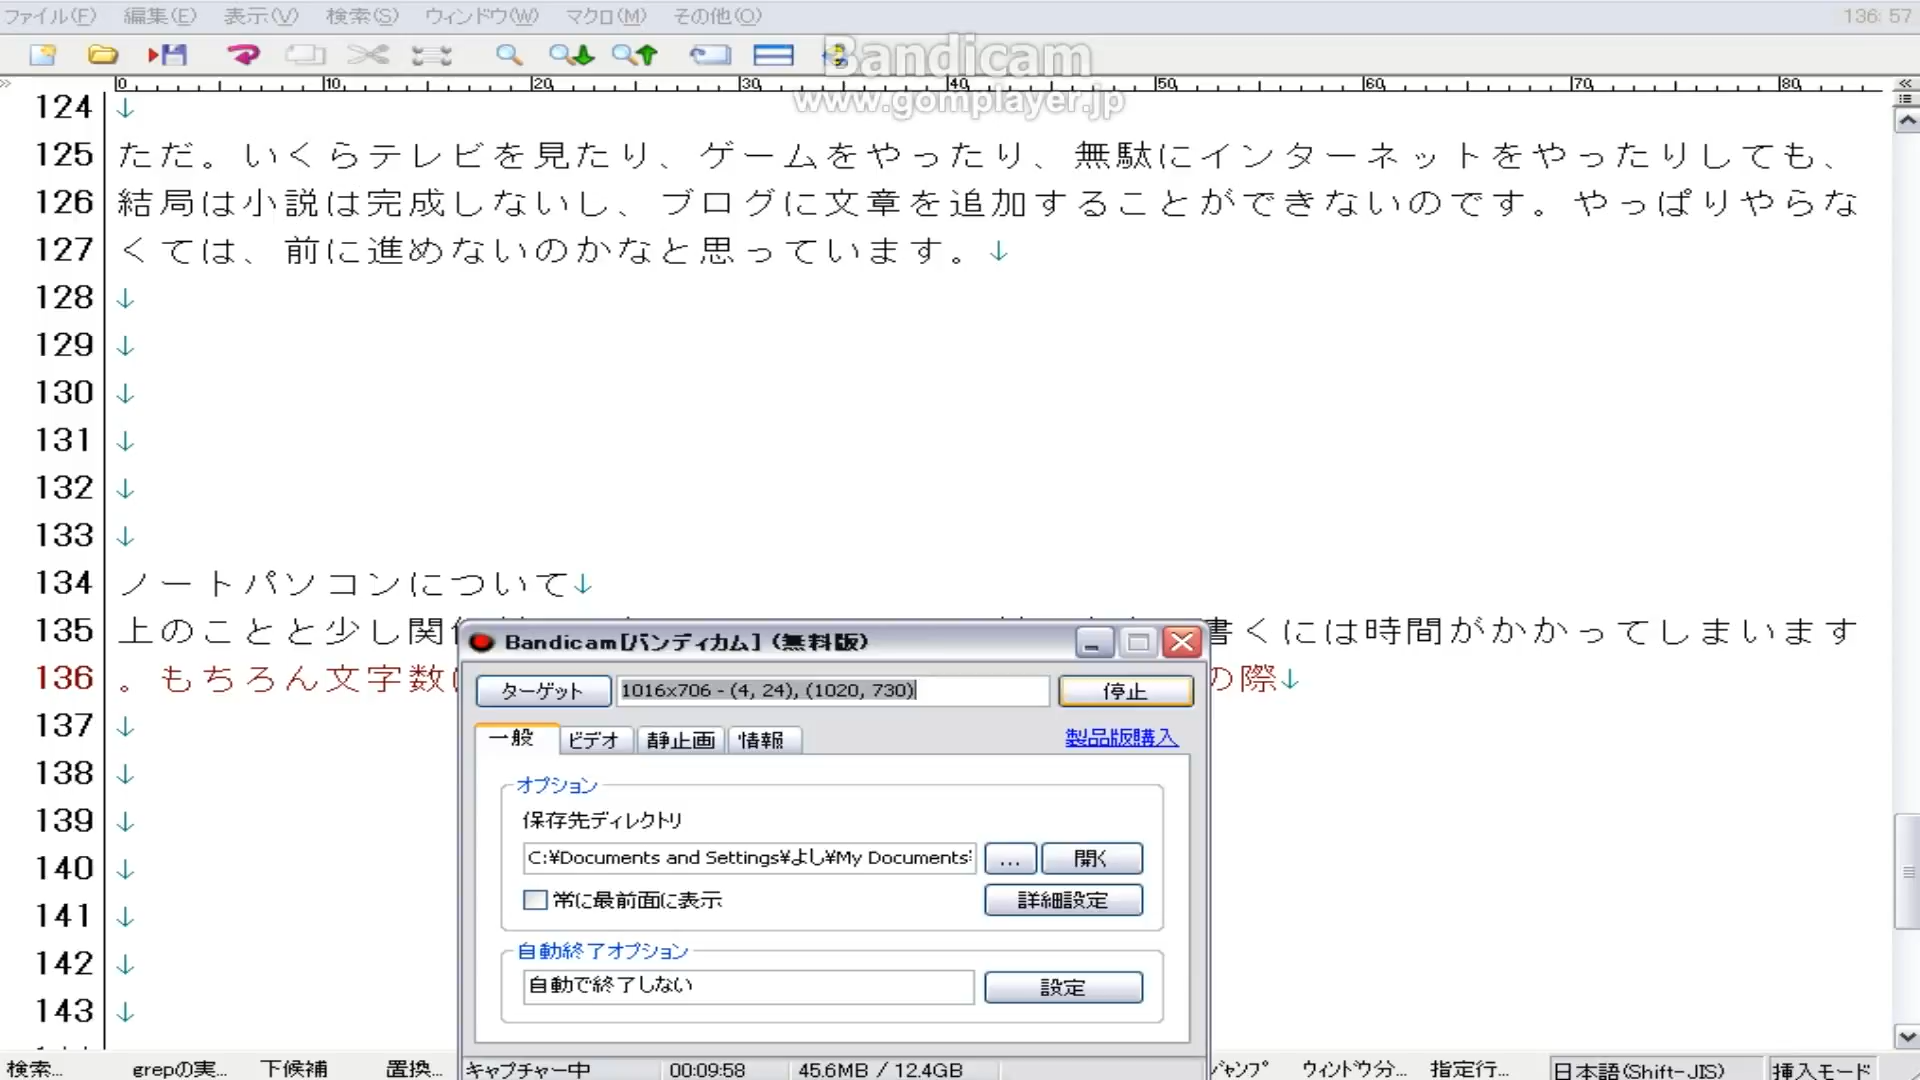 ファイル(F) 編集(E) 表示(V) 検索(S) ウィンドウ(W) マクロ(M) その他(O) 136: 57
Bandicam
www.gomplayer.jp
0 10 20 30 40 50 60 70 80
124 ↓
125 ただ。いくらテレビを見たり、ゲームをやったり、無駄にインターネットをやったりしても、
126 結局は小説は完成しないし、ブログに文章を追加することができないのです。やっぱりやらな
127 くては、前に進めないのかなと思っています。↓
128 ↓
129 ↓
130 ↓
131 ↓
132 ↓
133 ↓
134 ノートパソコンについて↓
135 上のことと少し関 書くには時間がかかってしまいます
136 。もちろん文字数 の際↓
137 ↓
138 ↓
139 ↓
140 ↓
141 ↓
142 ↓
143 ↓
Bandicam[バンディカム] (無料版)
ターゲット 1016x706 - (4, 24), (1020, 730) 停止
一般 ビデオ 静止画 情報 製品版購入
オプション
保存先ディレクトリ
C:¥Documents and Settings¥よし¥My Documents ... 開く
常に最前面に表示 詳細設定
自動終了オプション
自動で終了しない 設定
キャプチャー中 00:09:58 45.6MB / 12.4GB
検索... grepの実... 下候補 置換... ジャンプ ウィンドウ分... 指定行... 日本語(Shift-JIS) 挿入モード